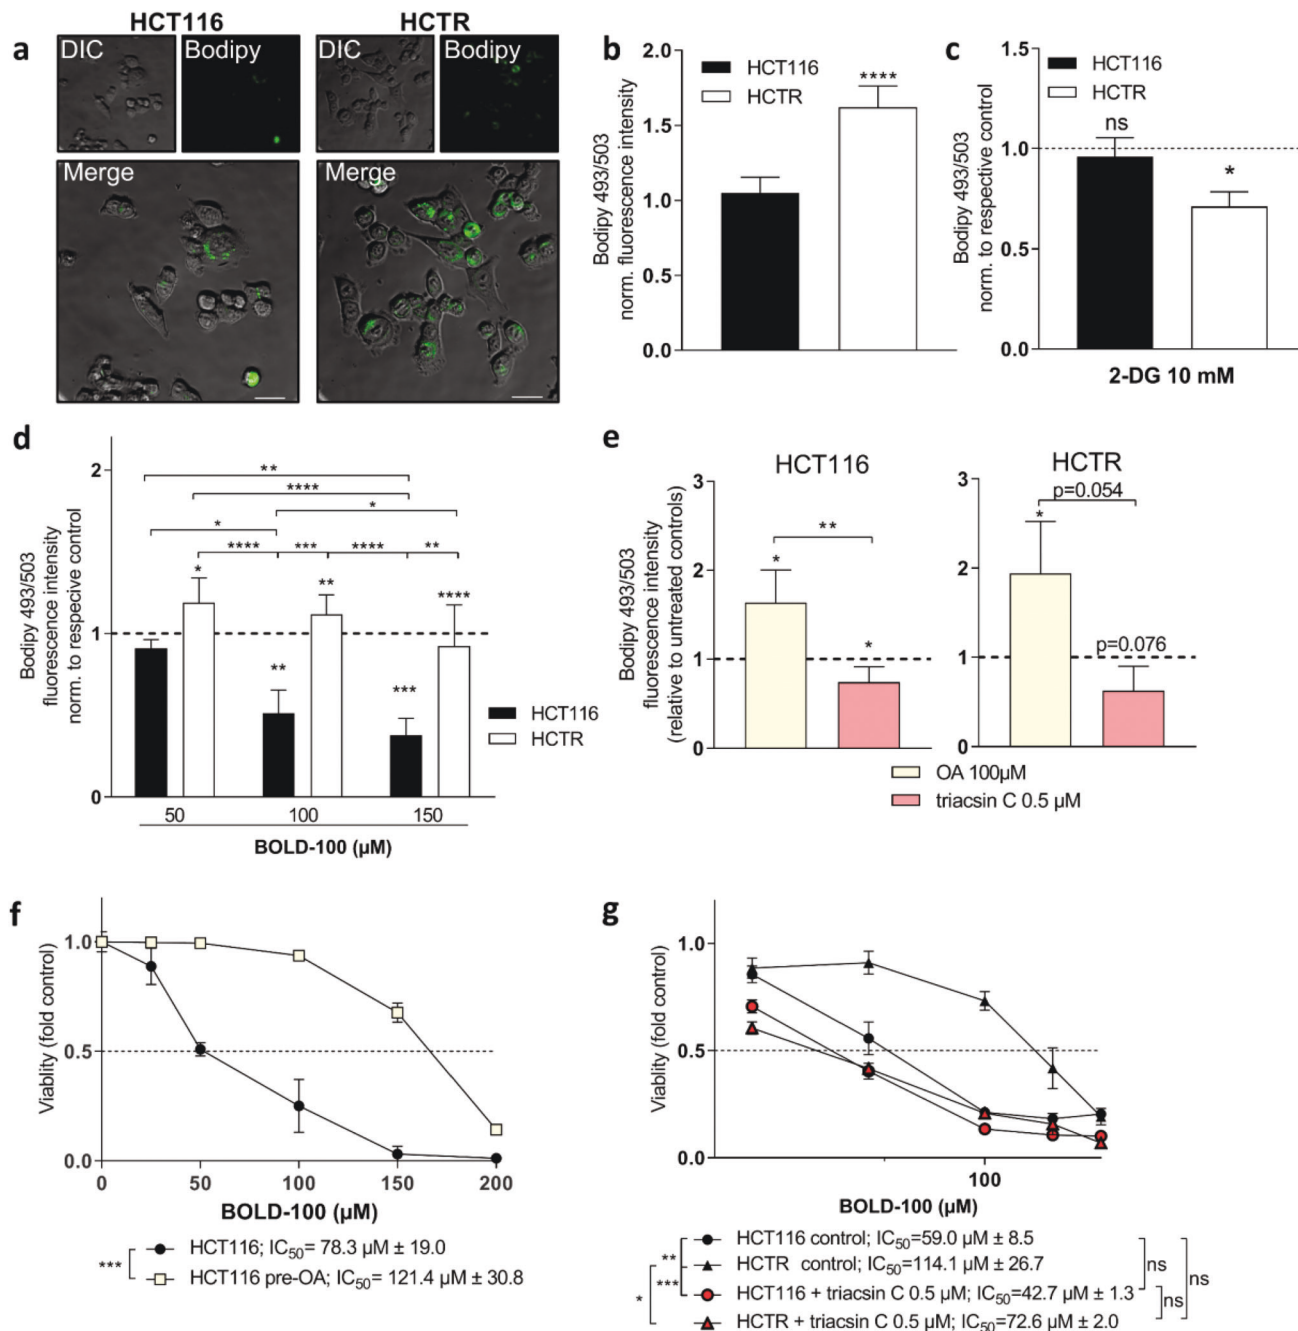 a
HCT116
HCTR
DIC
Bodipy
DIC
Bodipy
Merge
Merge
b
Bodipy 493/503
norm. fluorescence intensity
2.0
1.5
1.0
0.5
0.0
HCT116
HCTR
****
c
Bodipy 493/503
norm. to respective control
1.5
1.0
0.5
0.0
HCT116
HCTR
ns
*
2-DG 10 mM
d
Bodipy 493/503
fluorescence intensity
norm. to respecive control
2
1
0
**
****
*
*
****
***
****
**
*
**
****
**
***
HCT116
HCTR
50
100
150
BOLD-100 (µM)
e
Bodipy 493/503
fluorescence intensity
(relative to untreated controls)
HCT116
3
2
1
0
**
*
*
HCTR
3
2
1
0
p=0.054
*
p=0.076
OA 100µM
triacsin C 0.5 µM
f
Viablity (fold control)
1.0
0.5
0.0
0
50
100
150
200
BOLD-100 (µM)
***
HCT116; IC50= 78.3 µM ± 19.0
HCT116 pre-OA; IC50= 121.4 µM ± 30.8
g
Viablity (fold control)
1.0
0.5
0.0
100
BOLD-100 (µM)
HCT116 control; IC50=59.0 µM ± 8.5
HCTR control; IC50=114.1 µM ± 26.7
HCT116 + triacsin C 0.5 µM; IC50=42.7 µM ± 1.3
HCTR + triacsin C 0.5 µM; IC50=72.6 µM ± 2.0
**
***
*
ns
ns
ns